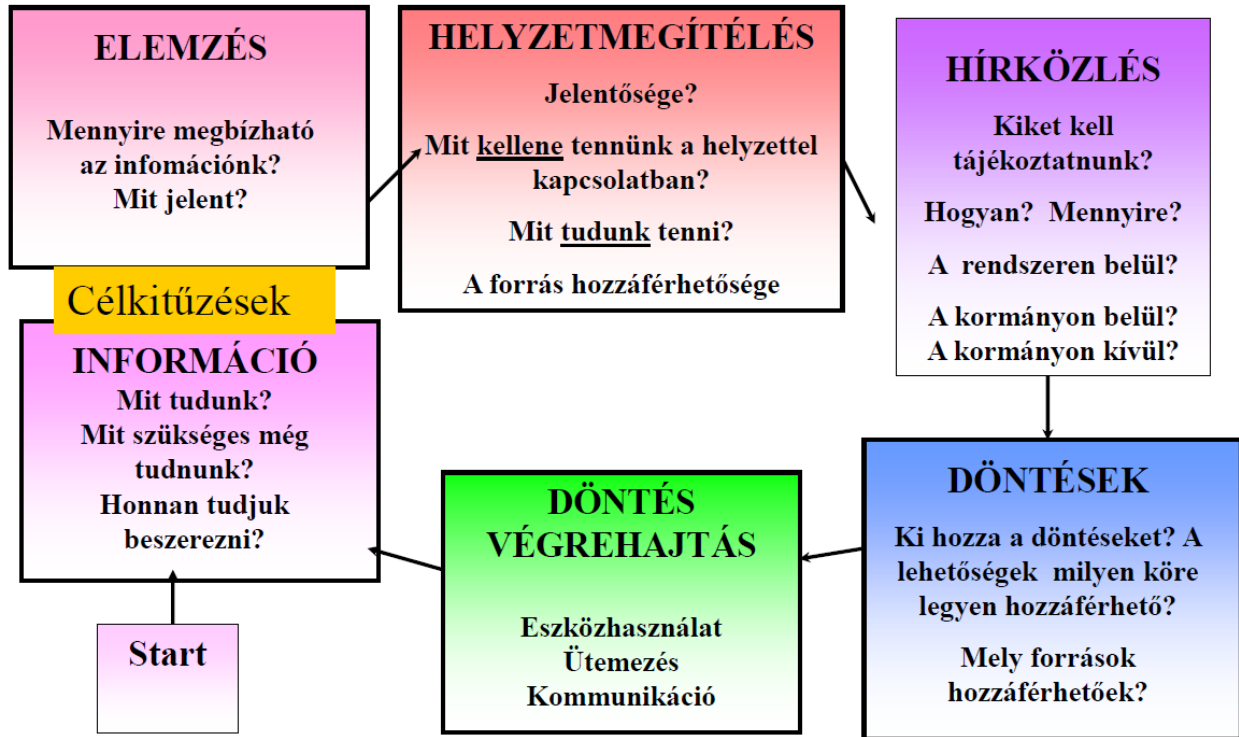 ELEMZÉS
Mennyire megbízható
az infomációnk?
Mit jelent?
HELYZETMEGÍTÉLÉS
Jelentősége?
Mit kellene tennünk a helyzettel
kapcsolatban?
Mit tudunk tenni?
A forrás hozzáférhetősége
HÍRKÖZLÉS
Kiket kell
tájékoztatnunk?
Hogyan? Mennyire?
A rendszeren belül?
A kormányon belül?
A kormányon kívül?
Célkitűzések
INFORMÁCIÓ
Mit tudunk?
Mit szükséges még
tudnunk?
Honnan tudjuk
beszerezni?
Start
DÖNTÉS
VÉGREHAJTÁS
Eszközhasználat
Ütemezés
Kommunikáció
DÖNTÉSEK
Ki hozza a döntéseket? A
lehetőségek milyen köre
legyen hozzáférhető?
Mely források
hozzáférhetőek?